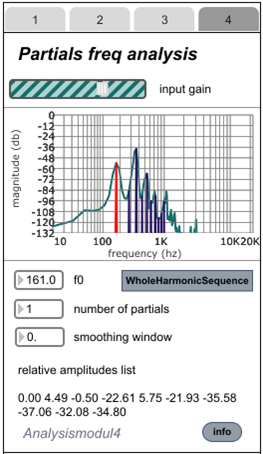 1 2 3 4
Partials freq analysis
input gain
magnitude (db)
0
-12
-24
-36
-48
-60
-72
-84
-96
-108
-120
-132
10 100 1K 10K20K
frequency (hz)
161.0 f0 WholeHarmonicSequence
1 number of partials
0. smoothing window
relative amplitudes list
0.00 4.49 -0.50 -22.61 5.75 -21.93 -35.58
-37.06 -32.08 -34.80
Analysismodul4 info